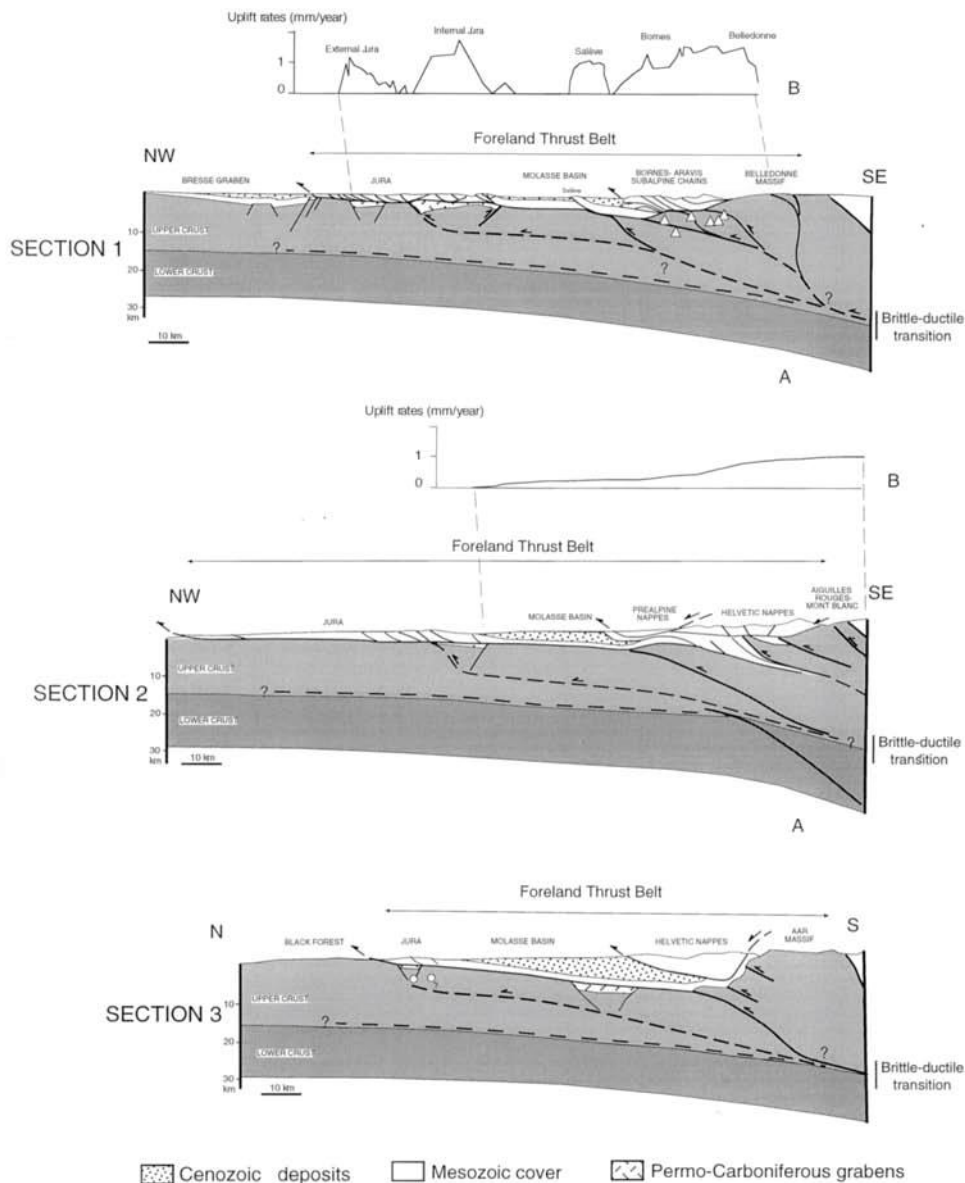 Uplift rates (mm/year)
External Jura
Internal Jura
Salève
Bornes
Belledonne
1
0
B
Foreland Thrust Belt
NW
SE
BRESSE GRABEN
JURA
MOLASSE BASIN
BORNES- ARAVIS
SUBALPINE CHAINS
BELLEDONNE
MASSIF
Salève
SECTION 1
UPPER CRUST
LOWER CRUST
10
20
30
km
?
?
?
10 km
Brittle-ductile
transition
A
Uplift rates (mm/year)
1
0
B
Foreland Thrust Belt
NW
SE
JURA
MOLASSE BASIN
PREALPINE
NAPPES
HELVETIC NAPPES
AIGUILLES
ROUGES-
MONT BLANC
SECTION 2
UPPER CRUST
LOWER CRUST
10
20
30
km
?
?
10 km
Brittle-ductile
transition
A
Foreland Thrust Belt
N
S
BLACK FOREST
JURA
MOLASSE BASIN
HELVETIC NAPPES
AAR
MASSIF
SECTION 3
UPPER CRUST
LOWER CRUST
10
20
30
km
?
?
?
10 km
Brittle-ductile
transition
Cenozoic deposits
Mesozoic cover
Permo-Carboniferous grabens